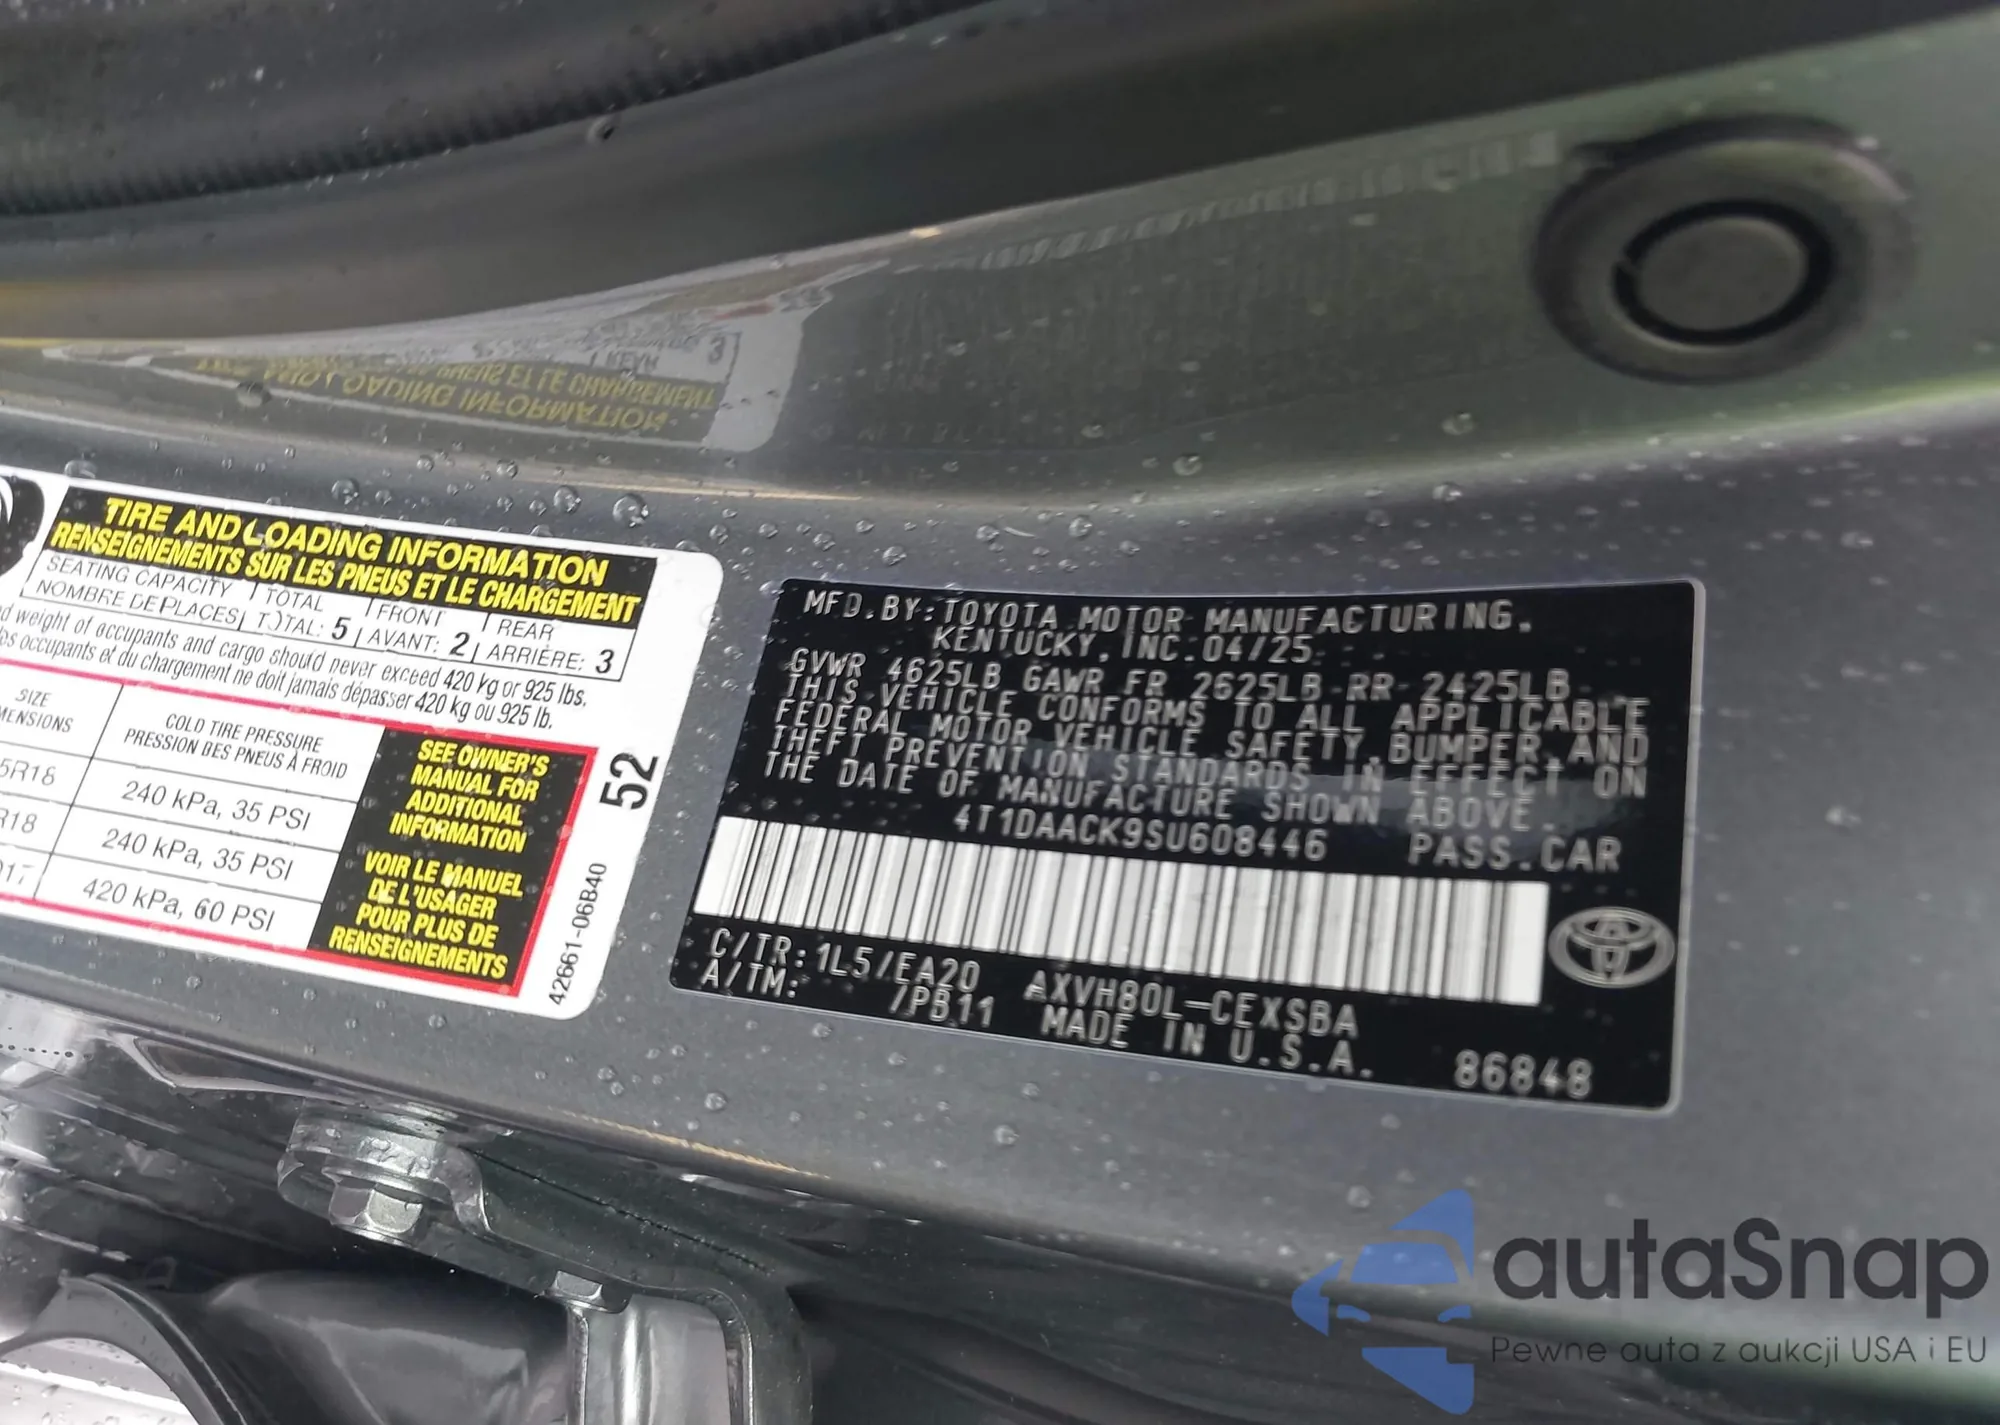 TIRE AND LOADING INFORMATION
RENSEIGNEMENTS SUR LES PNEUS ET LE CHARGEMENT
SEATING CAPACITY TOTAL FRONT REAR
NOMBRE DE PLACES TOTAL: 5 AVANT: 2 ARRIÈRE: 3
weight of occupants and cargo should never exceed 420 kg or 925 lbs.
occupants et du chargement ne doit jamais dépasser 420 kg ou 925 lb.
SIZE
COLD TIRE PRESSURE
PRESSION DES PNEUS À FROID
5R18 240 kPa, 35 PSI
R18 240 kPa, 35 PSI
17 420 kPa, 60 PSI
SEE OWNER'S
MANUAL FOR
ADDITIONAL
INFORMATION
VOIR LE MANUEL
DE L'USAGER
POUR PLUS DE
RENSEIGNEMENTS
52
42661-06B40
MFD. BY: TOYOTA MOTOR MANUFACTURING,
KENTUCKY, INC. 04/25
GVWR 4625LB GAWR FR 2625LB RR 2425LB
THIS VEHICLE CONFORMS TO ALL APPLICABLE
FEDERAL MOTOR VEHICLE SAFETY, BUMPER, AND
THEFT PREVENTION STANDARDS IN EFFECT ON
THE DATE OF MANUFACTURE SHOWN ABOVE.
4T1DAACK9SU608446 PASS. CAR
C/TR: 1L5/EA20 AXVH80L-CEXSBA
A/TM: /PB11 MADE IN U.S.A. 86848
autaSnap
Pewne auta z aukcji USA i EU